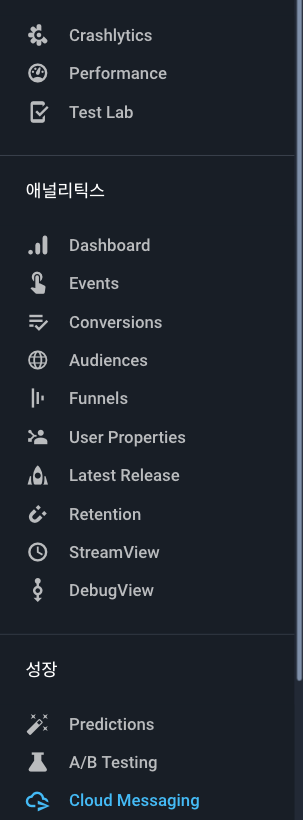 Crashlytics
Performance
Test Lab
애널리틱스
Dashboard
Events
Conversions
Audiences
Funnels
User Properties
Latest Release
Retention
StreamView
DebugView
성장
Predictions
A/B Testing
Cloud Messaging